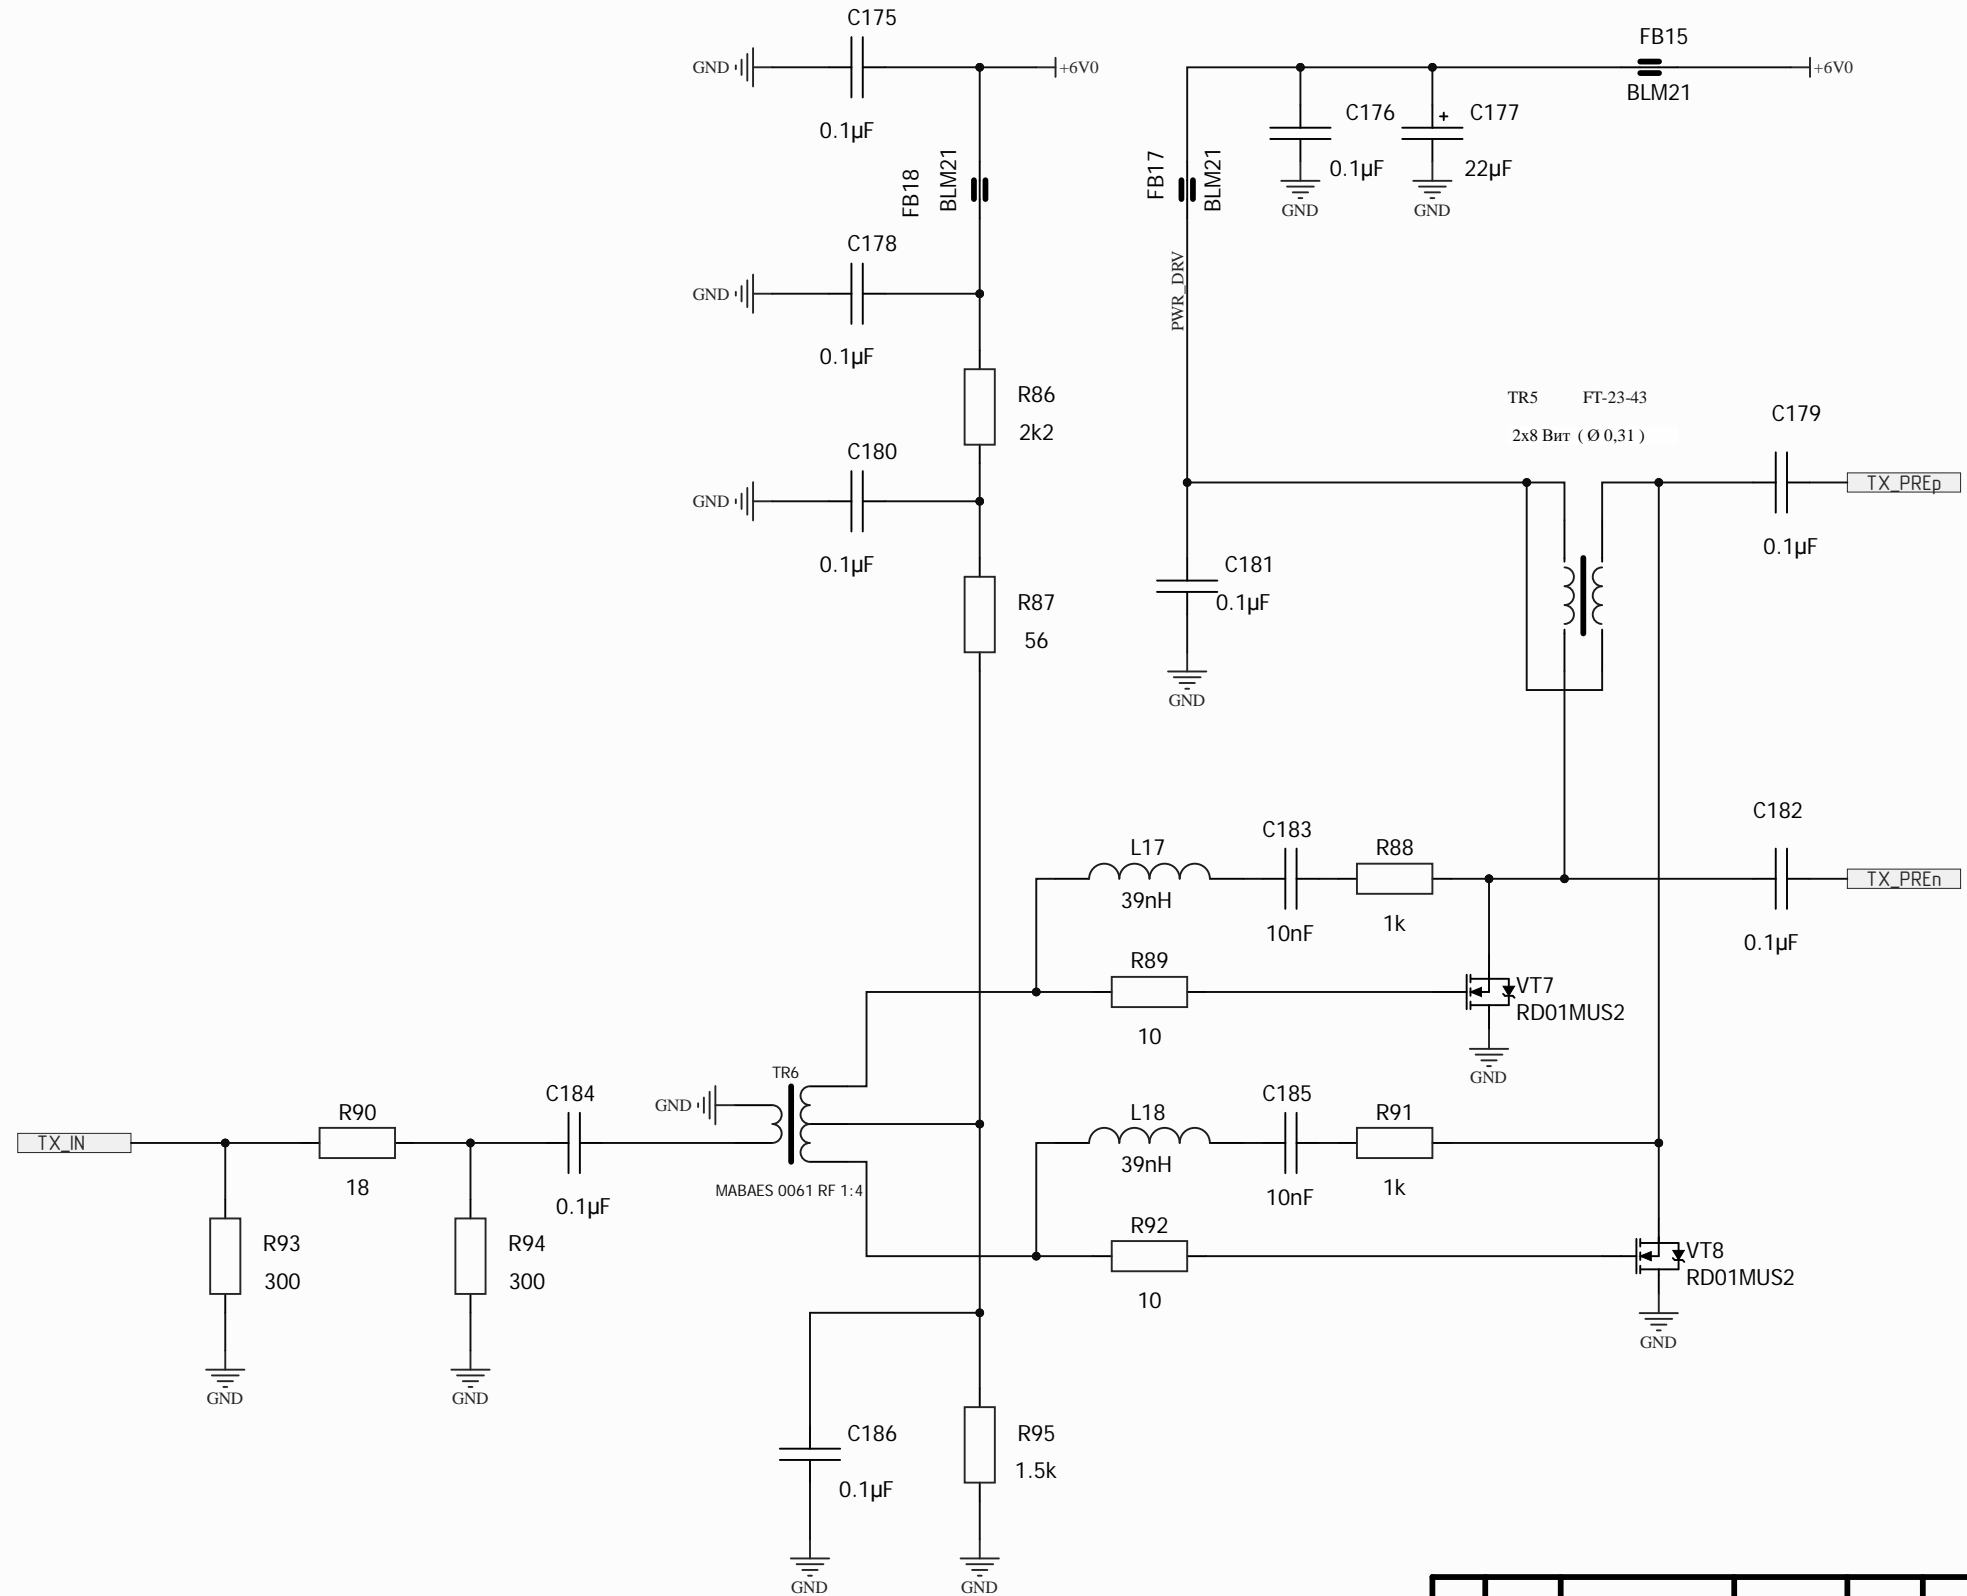 C175
FB15
GND
+6V0
+6V0
BLM21
0.1µF
C176
+
C177
FB18
BLM21
FB17
BLM21
0.1µF
22µF
GND
GND
C178
GND
PWR_DRV
0.1µF
R86
2k2
TR5 FT-23-43
2x8 Вит ( Ø 0,31 )
C179
C180
GND
TX_PREp
0.1µF
0.1µF
C181
0.1µF
R87
56
GND
C182
L17
39nH
C183
10nF
R88
1k
TX_PREn
0.1µF
R89
10
VT7
RD01MUS2
GND
TR6
GND
C184
R90
TX_IN
18
0.1µF
MABAES 0061 RF 1:4
L18
39nH
C185
10nF
R91
1k
R93
300
R94
300
R92
10
VT8
RD01MUS2
GND
GND
GND
C186
0.1µF
R95
1.5k
GND
GND